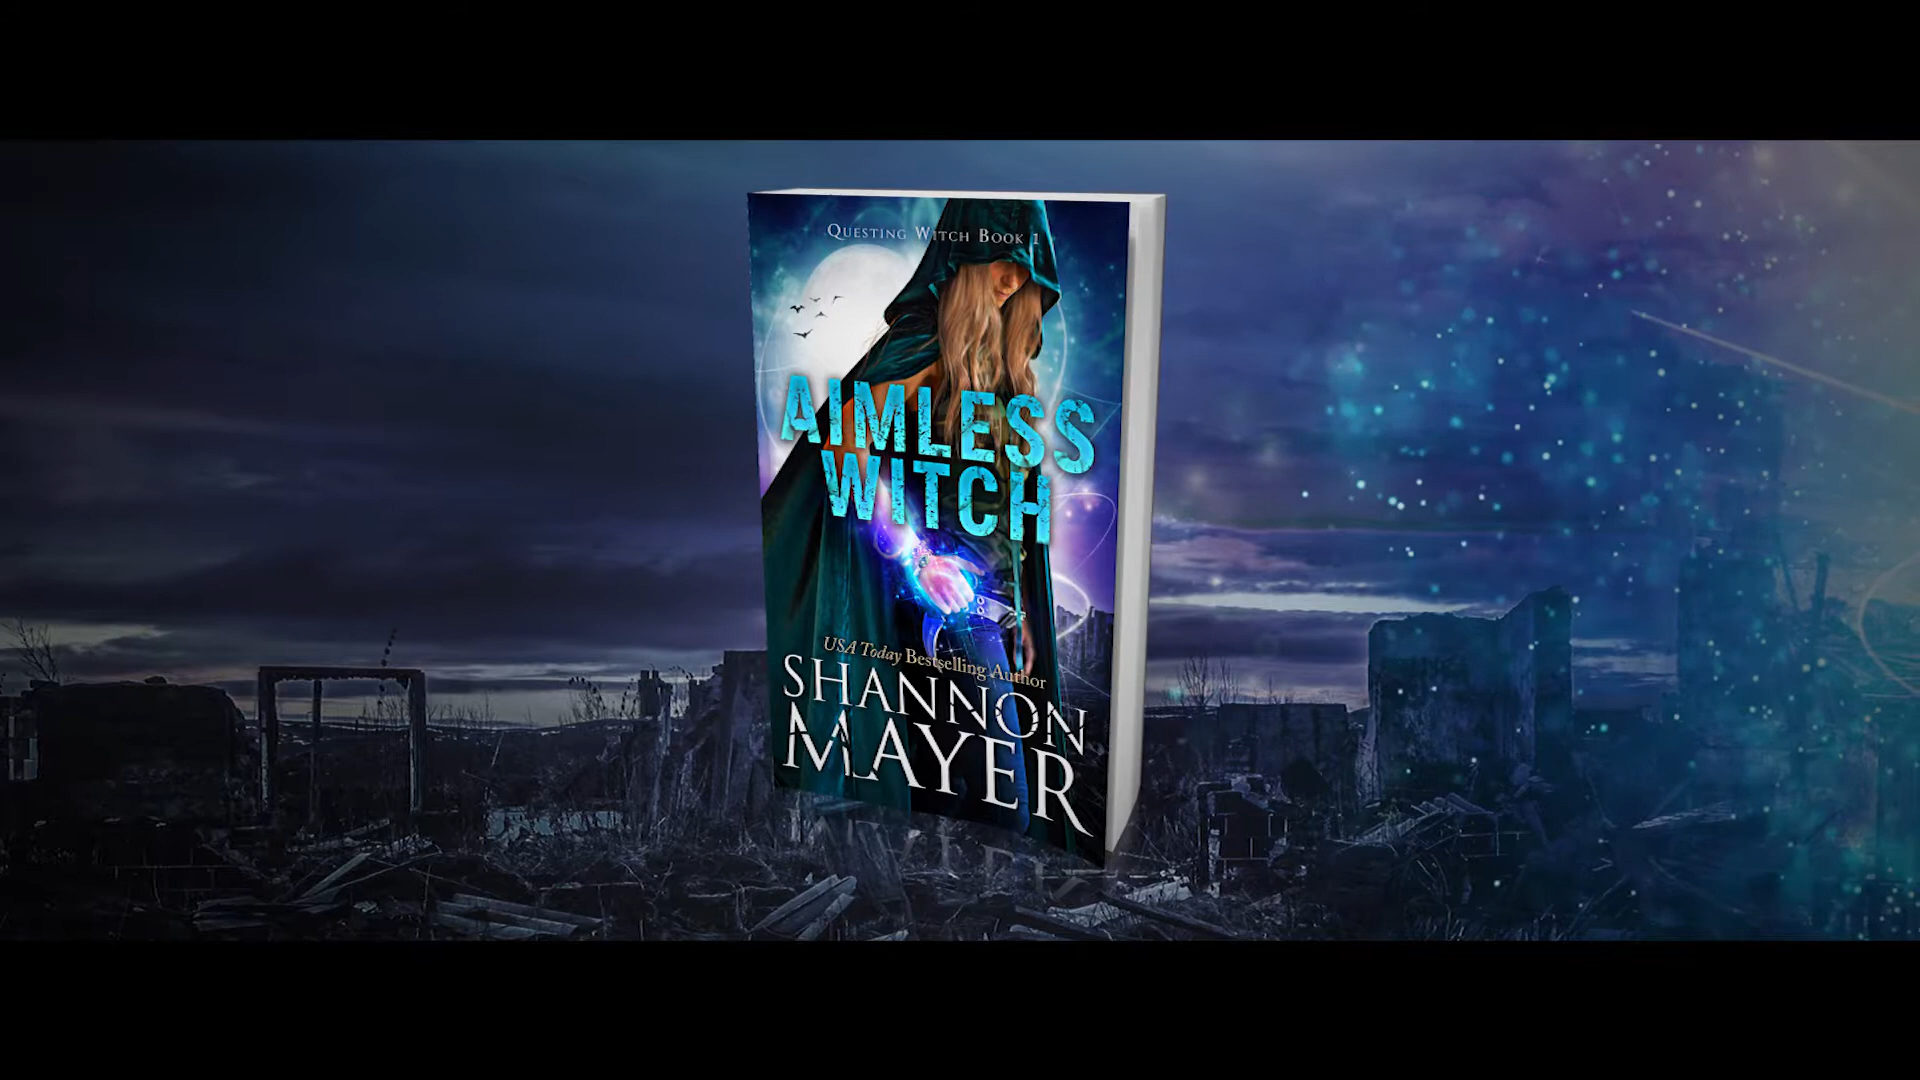 QUESTING WITCH BOOK 1
AIMLESS
WITCH
USA Today Bestselling Author
SHANNON
MAYER